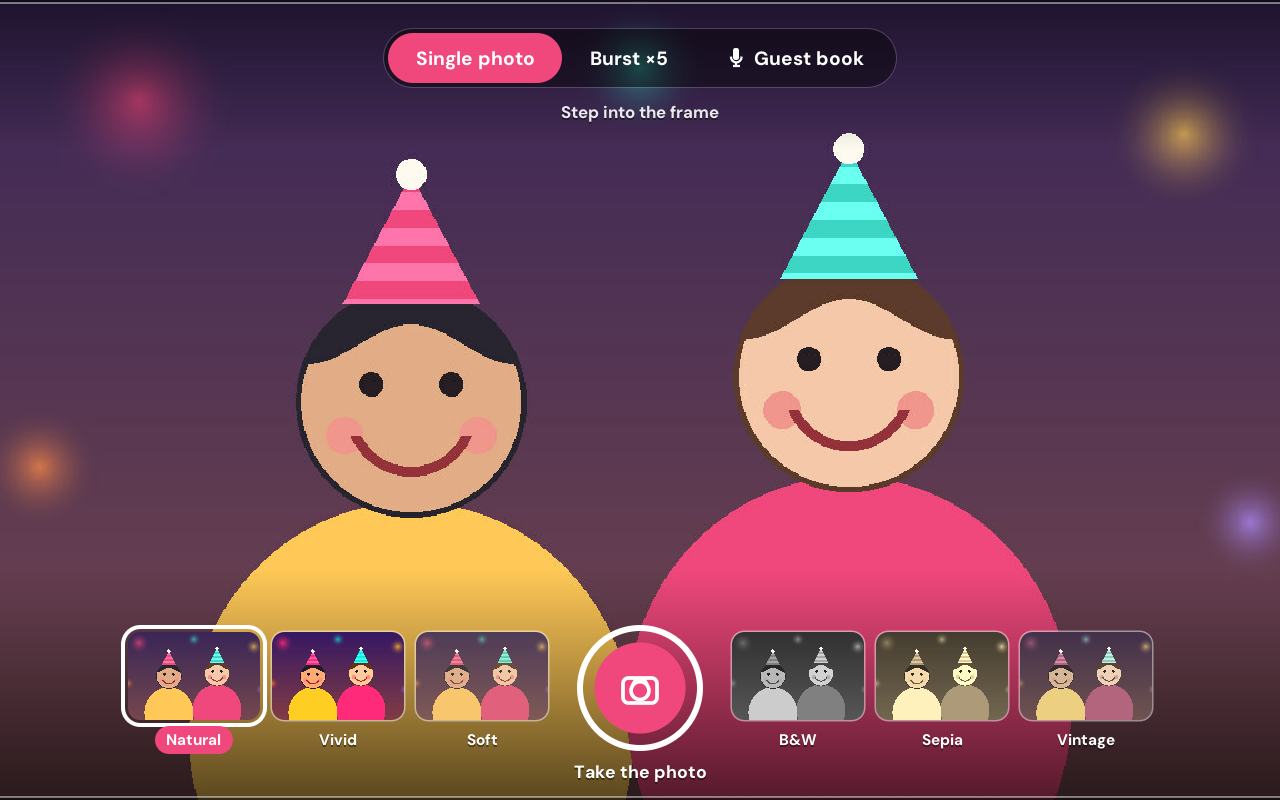 Single photo
Burst ×5
Guest book
Step into the frame
Natural
Vivid
Soft
B&W
Sepia
Vintage
Take the photo